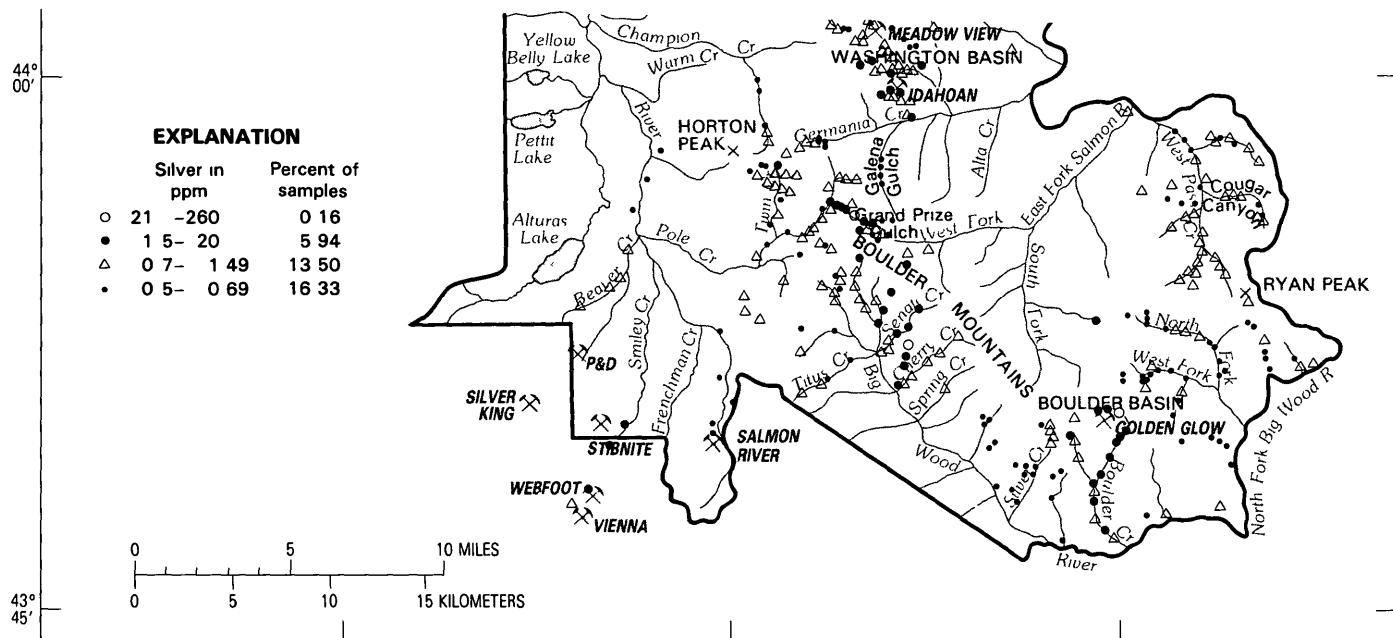 44°
00'
43°
45'
EXPLANATION
Silver in ppm
Percent of samples
21 -260 0 16
1 5- 20 5 94
0 7- 1 49 13 50
0 5- 0 69 16 33
0 5 10 MILES
0 5 10 15 KILOMETERS
Yellow
Belly Lake
Pettit
Lake
Alturas
Lake
Champion Cr
Wurm Cr
River
HORTON
PEAK
Germania Cr
MEADOW VIEW
WASHINGTON BASIN
IDAHOAN
Galena
Gulch
Alta Cr
East Fork Salmon R
West Pass Cr
Cougar
Canyon
Grand Prize
Gulch
West Fork
Twin
Pole Cr
Beaver Cr
Smiley Cr
Frenchman Cr
BOULDER MOUNTAINS
South Fork
RYAN PEAK
North Fork
West Fork
Senate Cr
Cherry Cr
Spring Cr
Titus Cr
Big
Wood
River
Silver Cr
Boulder Cr
BOULDER BASIN
GOLDEN GLOW
North Fork Big Wood R
P&D
SILVER
KING
STIBNITE
SALMON
RIVER
WEBFOOT
VIENNA